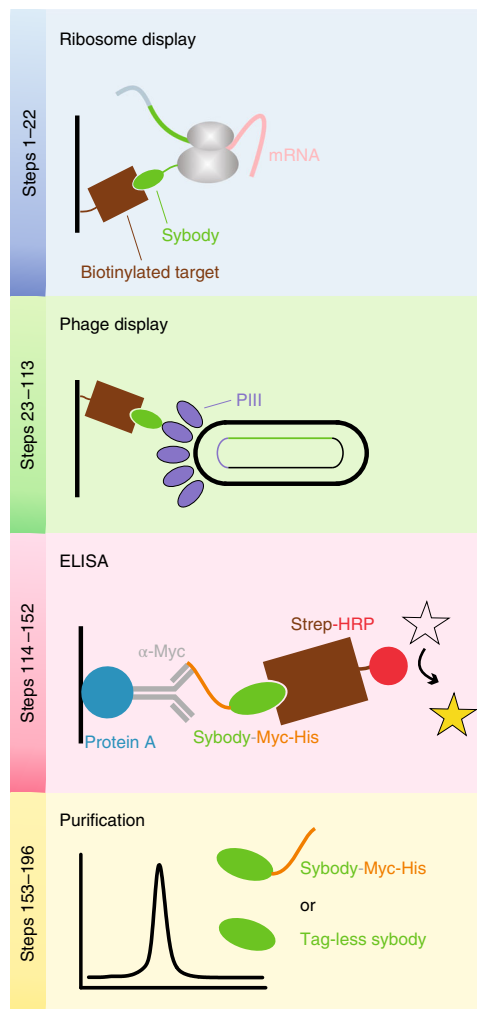 Steps 1–22
Ribosome display
mRNA
Sybody
Biotinylated target
Steps 23–113
Phage display
PIII
Steps 114–152
ELISA
Strep-HRP
α-Myc
Protein A
Sybody-Myc-His
Steps 153–196
Purification
Sybody-Myc-His
or
Tag-less sybody